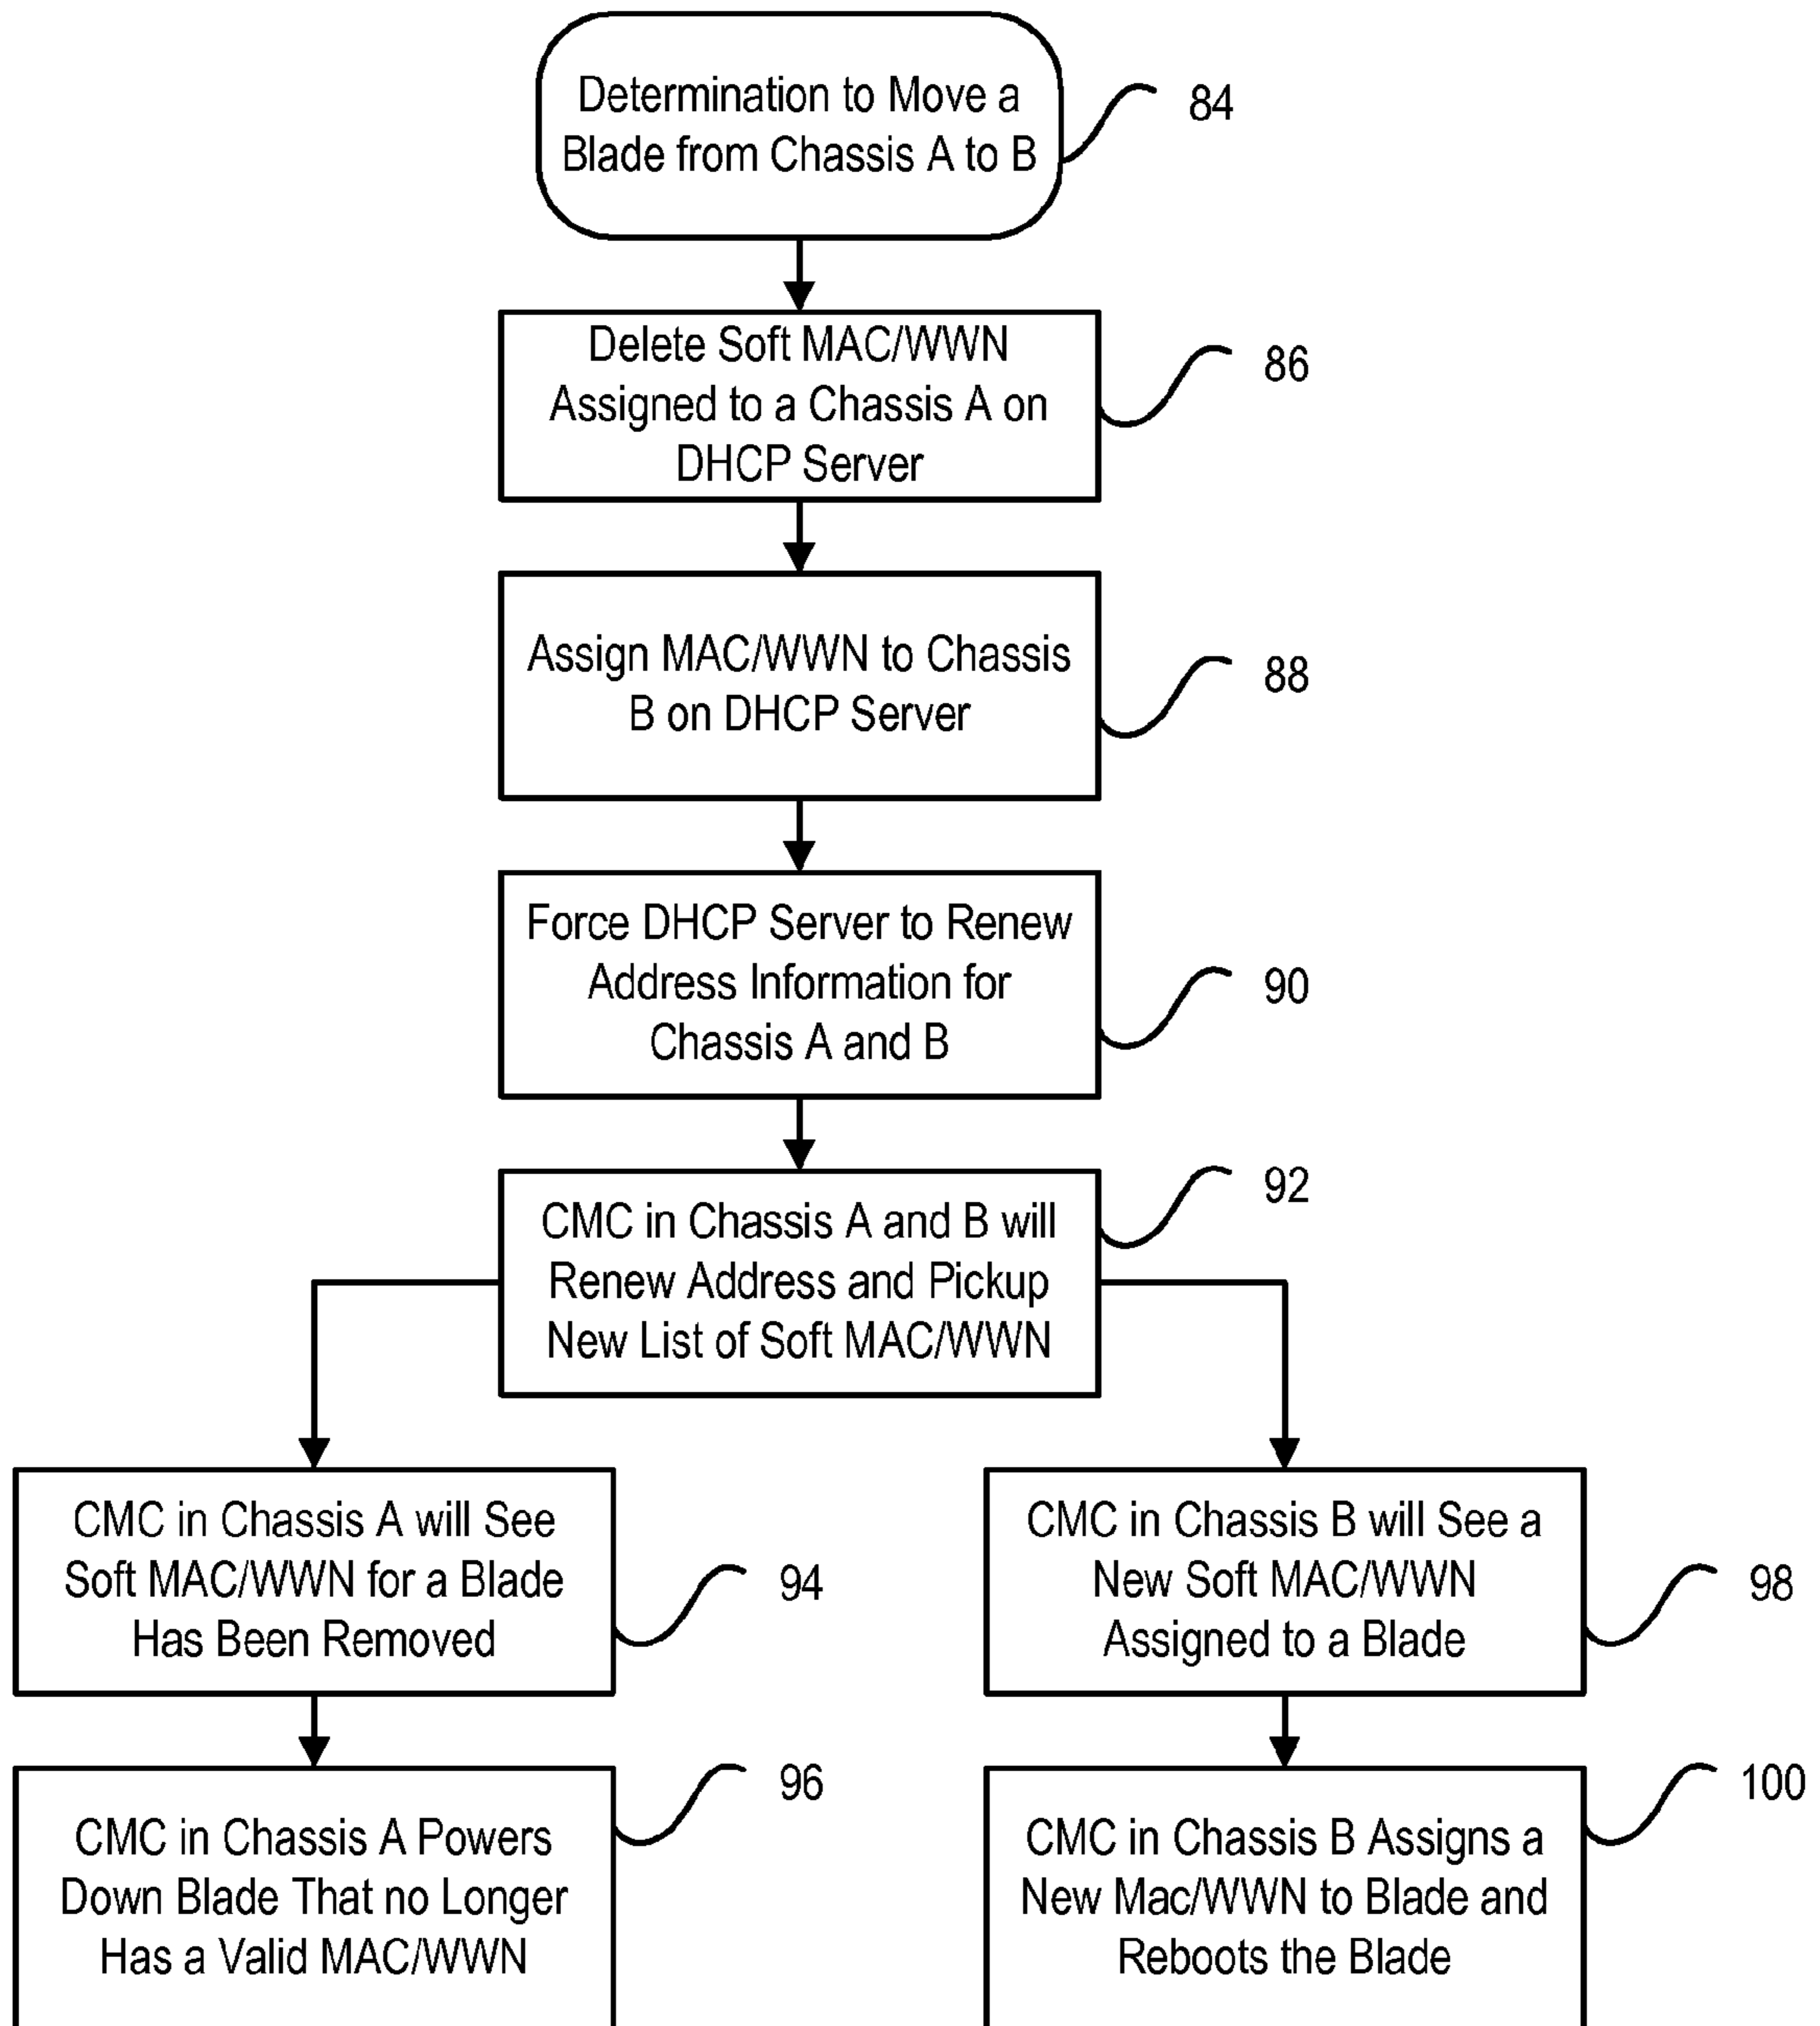 Determination to Move a
Blade from Chassis A to B
84
Delete Soft MAC/WWN
Assigned to a Chassis A on
DHCP Server
86
Assign MAC/WWN to Chassis
B on DHCP Server
88
Force DHCP Server to Renew
Address Information for
Chassis A and B
90
CMC in Chassis A and B will
Renew Address and Pickup
New List of Soft MAC/WWN
92
CMC in Chassis A will See
Soft MAC/WWN for a Blade
Has Been Removed
94
CMC in Chassis A Powers
Down Blade That no Longer
Has a Valid MAC/WWN
96
CMC in Chassis B will See a
New Soft MAC/WWN
Assigned to a Blade
98
CMC in Chassis B Assigns a
New Mac/WWN to Blade and
Reboots the Blade
100